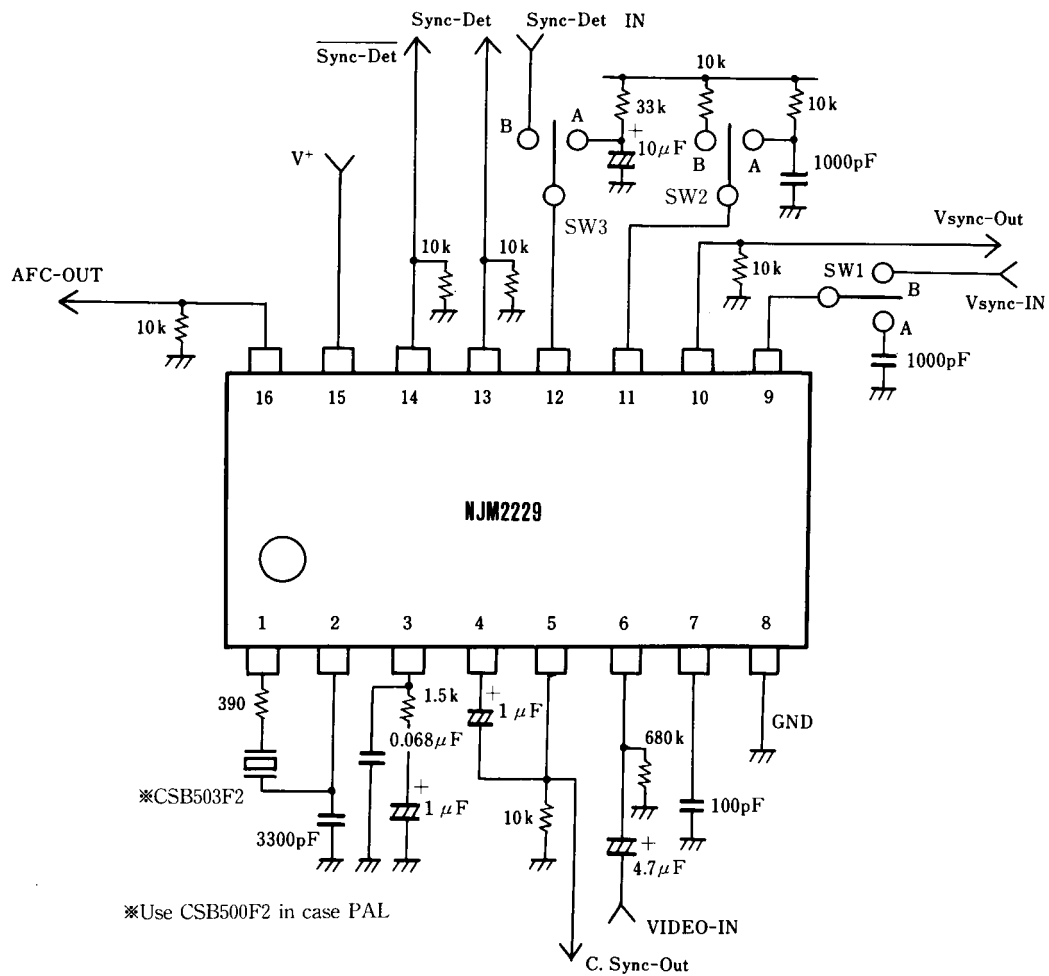 Sync-Det Sync-Det IN
Sync-Det
10k
33k
10k
B A
+
10μF
B A
1000pF
V+
SW3
SW2
Vsync-Out
AFC-OUT
10k
10k
10k
SW1
B
Vsync-IN
10k
A
1000pF
16 15 14 13 12 11 10 9
NJM2229
1 2 3 4 5 6 7 8
390
1.5k
+
1μF
0.068μF
680k
GND
※CSB503F2
+
1μF
10k
100pF
3300pF
+
4.7μF
※Use CSB500F2 in case PAL
VIDEO-IN
C. Sync-Out